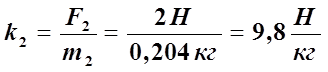 k₂ = F₂/m₂ = 2 Н/0,204 кг = 9,8 Н/кг